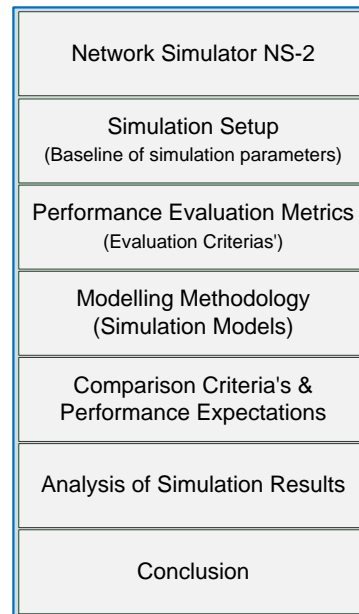 Network Simulator NS-2
Simulation Setup
(Baseline of simulation parameters)
Performance Evaluation Metrics
(Evaluation Criterias')
Modelling Methodology
(Simulation Models)
Comparison Criteria's &
Performance Expectations
Analysis of Simulation Results
Conclusion